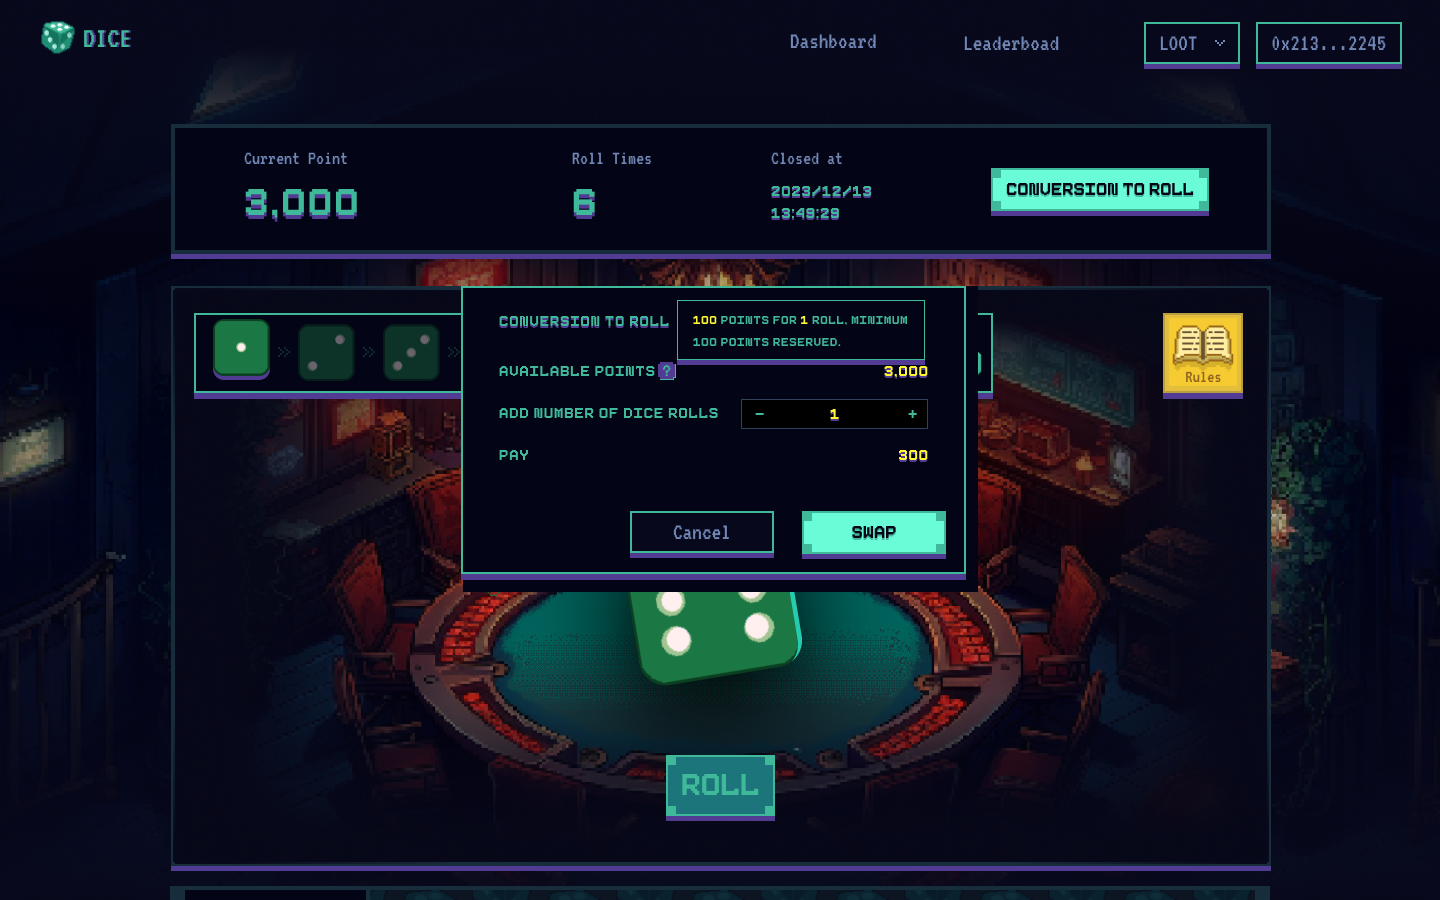 DICE
Dashboard
Leaderboad
LOOT
0x213...2245
Current Point
3,000
Roll Times
6
Closed at
2023/12/13
13:49:29
CONVERSION TO ROLL
CONVERSION TO ROLL
100 POINTS FOR 1 ROLL, MINIMUM
100 POINTS RESERVED.
AVAILABLE POINTS ?
3,000
ADD NUMBER OF DICE ROLLS
- 1 +
PAY
300
Cancel
SWAP
Rules
ROLL